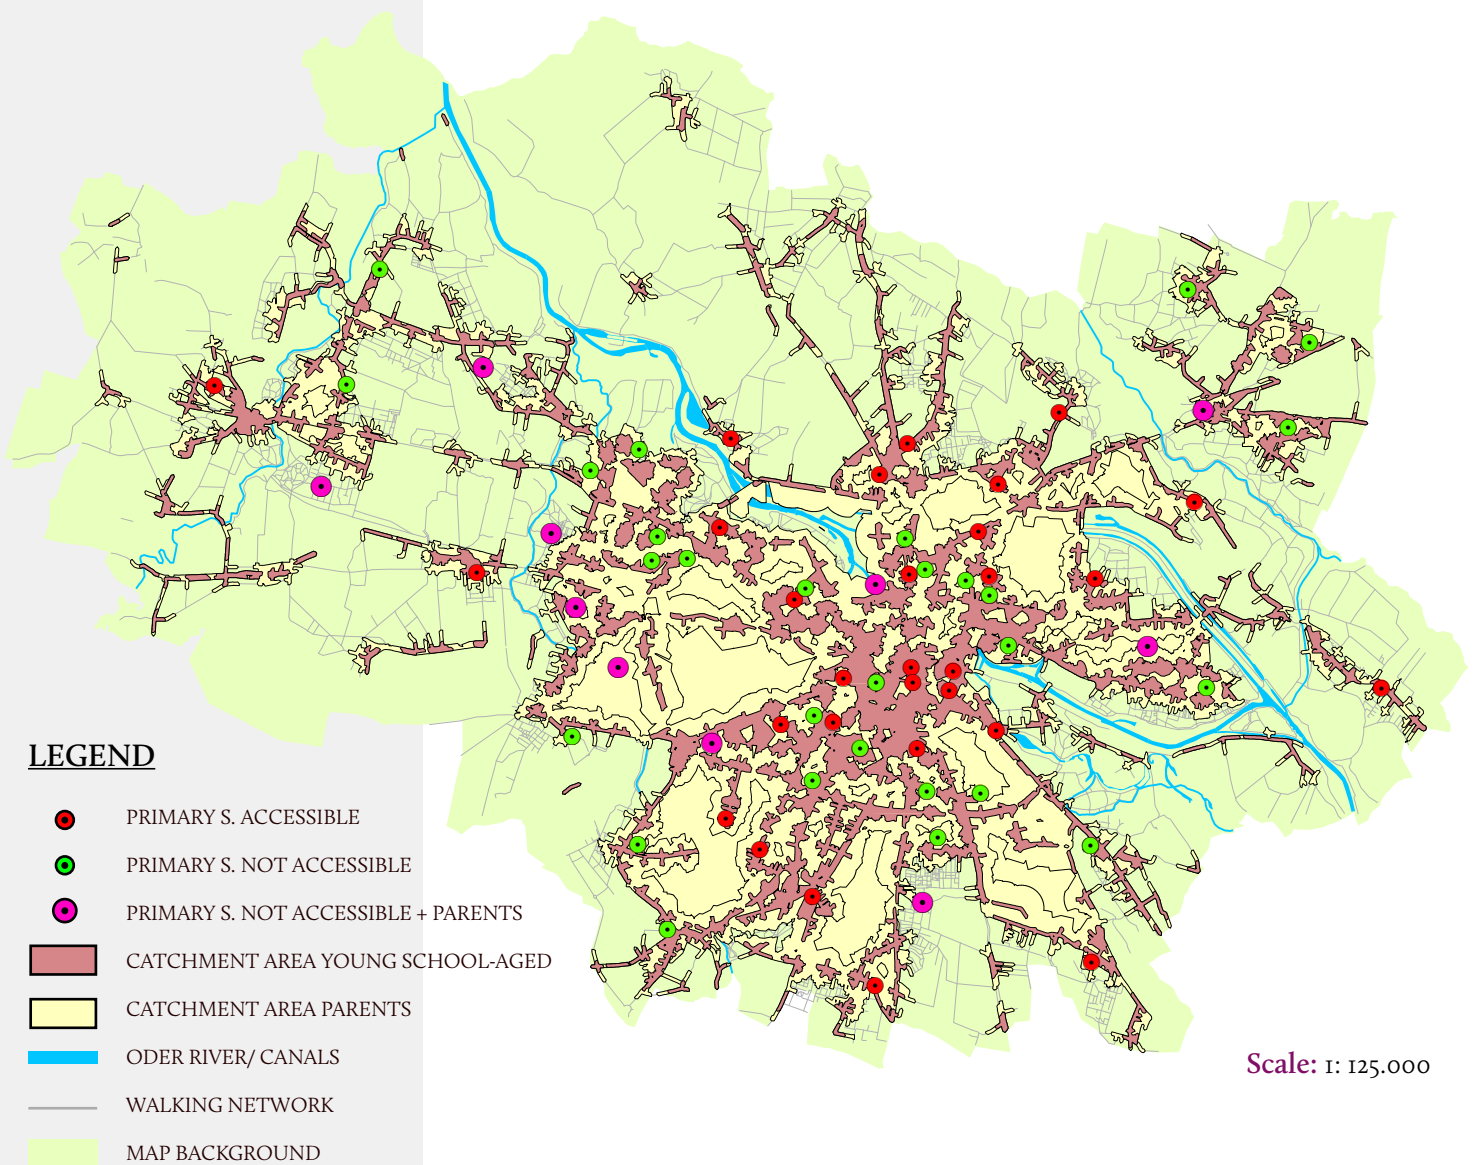 LEGEND
PRIMARY S. ACCESSIBLE
PRIMARY S. NOT ACCESSIBLE
PRIMARY S. NOT ACCESSIBLE + PARENTS
CATCHMENT AREA YOUNG SCHOOL-AGED
CATCHMENT AREA PARENTS
ODER RIVER/ CANALS
WALKING NETWORK
MAP BACKGROUND
Scale: 1: 125.000